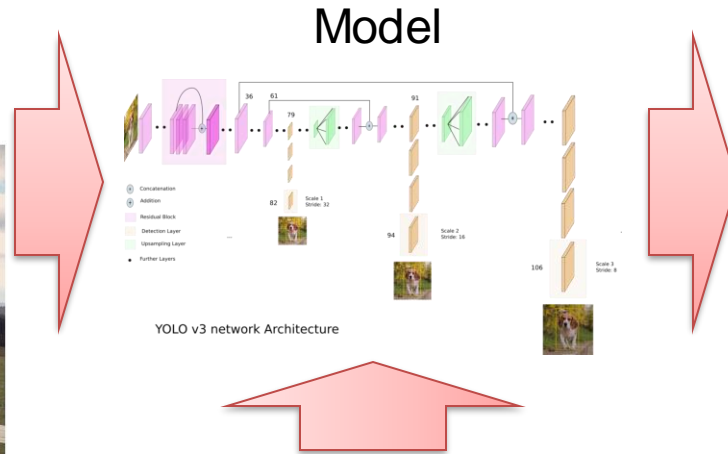 Model
36
61
79
91
82
Scale 1
Stride: 32
94
Scale 2
Stride: 16
106
Scale 3
Stride: 8
Concatenation
Addition
Residual Block
Detection Layer
...
Upsampling Layer
Further Layers
YOLO v3 network Architecture